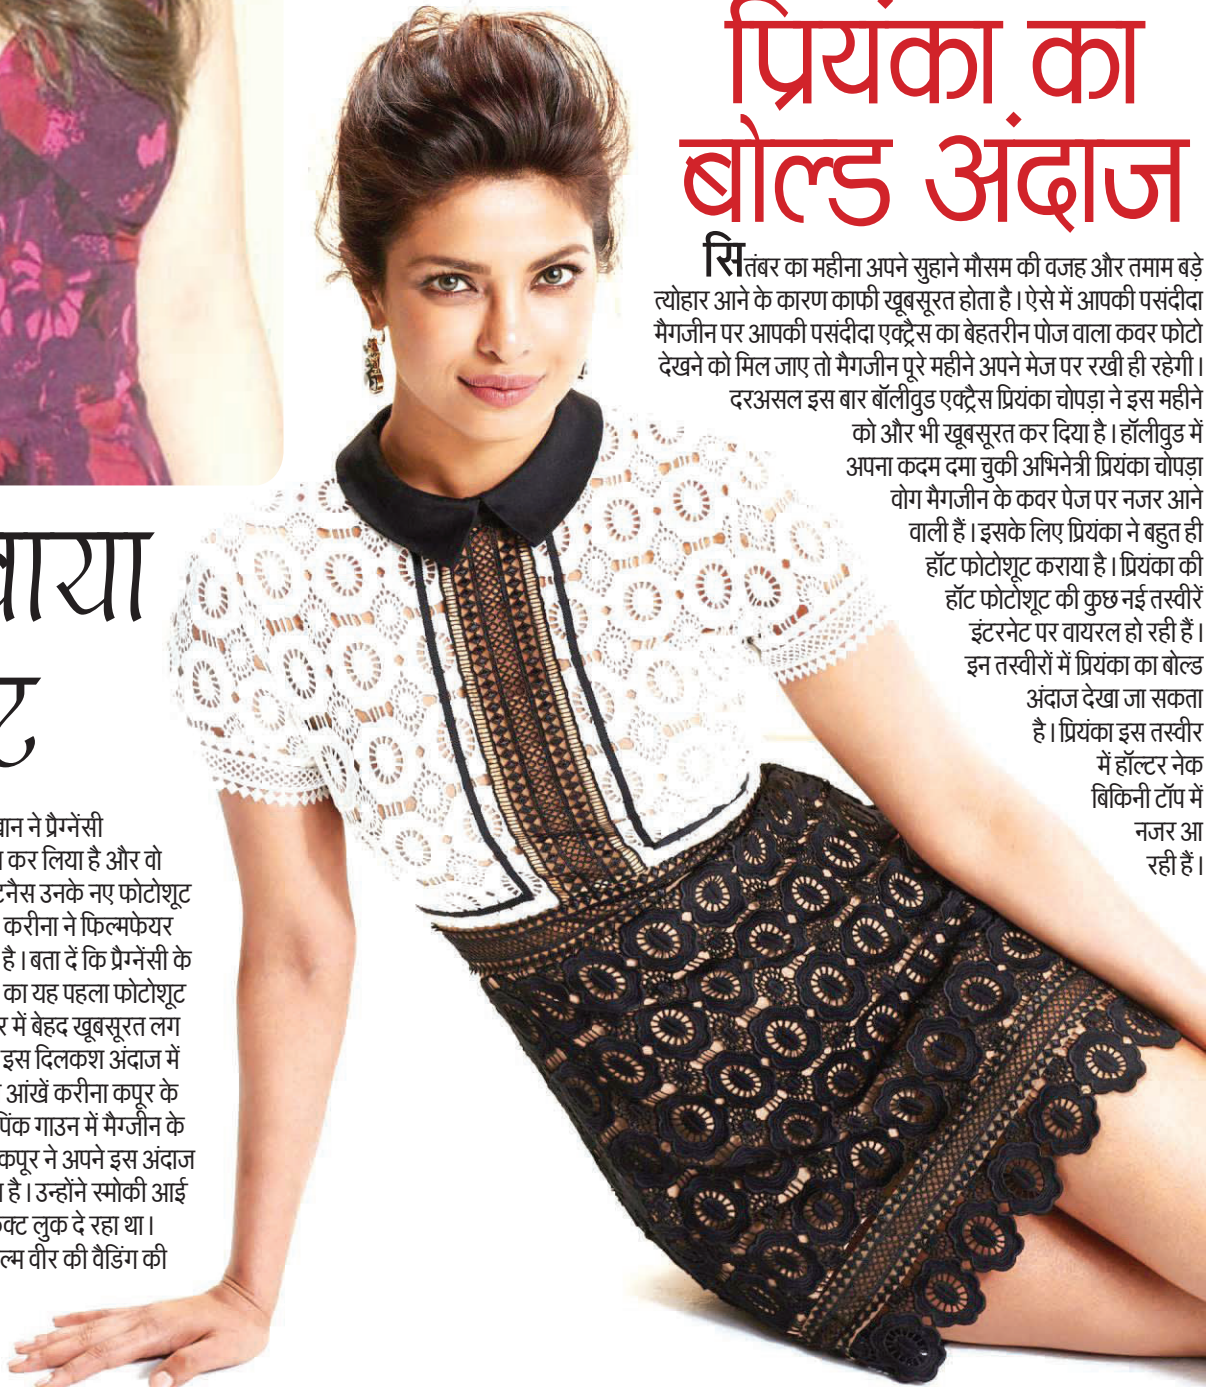 प्रियंका का
बोल्ड अंदाज
सितंबर का महीना अपने सुहाने मौसम की वजह और तमाम बड़े
त्योहार आने के कारण काफी खूबसूरत होता है। ऐसे में आपकी पसंदीदा
मैगजीन पर आपकी पसंदीदा एक्ट्रैस का बेहतरीन पोज वाला कवर फोटो
देखने को मिल जाए तो मैगजीन पूरे महीने अपने मेज पर रखी ही रहेगी।
दरअसल इस बार बॉलीवुड एक्ट्रैस प्रियंका चोपड़ा ने इस महीने
को और भी खूबसूरत कर दिया है। हॉलीवुड में
अपना कदम दमा चुकी अभिनेत्री प्रियंका चोपड़ा
वोग मैगजीन के कवर पेज पर नजर आने
वाली हैं। इसके लिए प्रियंका ने बहुत ही
हॉट फोटोशूट कराया है। प्रियंका की
हॉट फोटोशूट की कुछ नई तस्वीरें
इंटरनेट पर वायरल हो रही हैं।
इन तस्वीरों में प्रियंका का बोल्ड
अंदाज देखा जा सकता
है। प्रियंका इस तस्वीर
में हॉल्टर नेक
बिकिनी टॉप में
नजर आ
रही हैं।
ने प्रैग्नेंसी
कर लिया है और वो
उनके नए फोटोशूट
करीना ने फिल्मफेयर
है। बता दें कि प्रैग्नेंसी के
का यह पहला फोटोशूट
में बेहद खूबसूरत लग
इस दिलकश अंदाज में
आंखें करीना कपूर के
पिंक गाउन में मैग्जीन के
कपूर ने अपने इस अंदाज
है। उन्होंने स्मोकी आई
लुक दे रहा था।
वीर की वैडिंग की